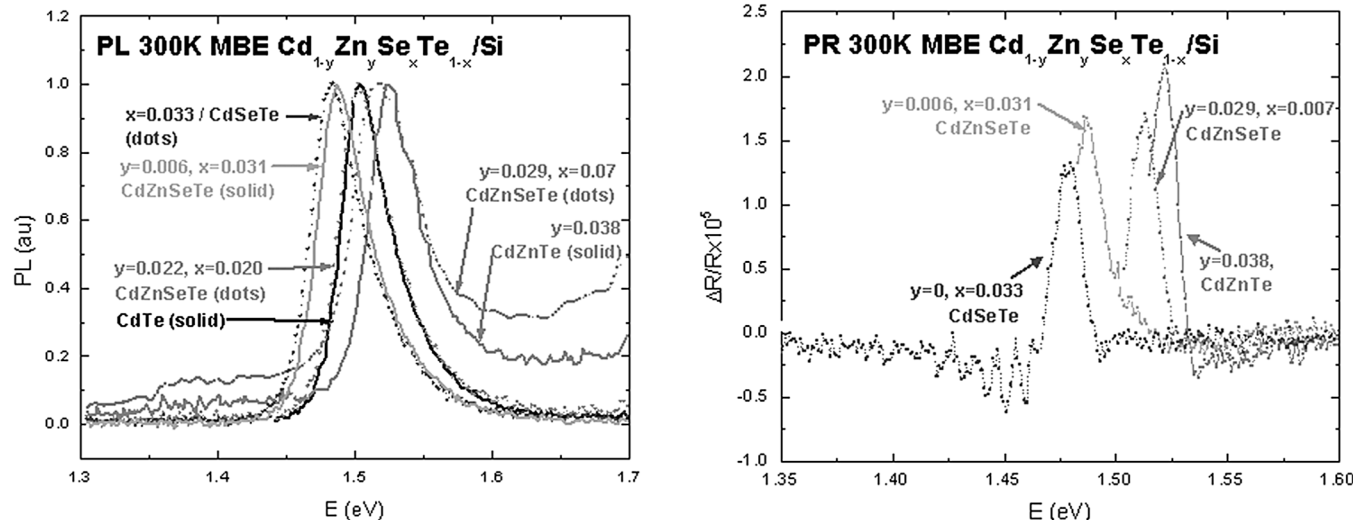 PL 300K MBE Cd1-yZnySexTe1-x/Si
1.2
1.0
0.8
0.6
0.4
0.2
0.0
PL (au)
x=0.033 / CdSeTe
(dots)
y=0.006, x=0.031
CdZnSeTe (solid)
y=0.022, x=0.020
CdZnSeTe (dots)
CdTe (solid)
y=0.029, x=0.07
CdZnSeTe (dots)
y=0.038
CdZnTe (solid)
1.3
1.4
1.5
1.6
1.7
E (eV)
PR 300K MBE Cd1-yZnySexTe1-x/Si
2.5
2.0
1.5
1.0
0.5
0.0
-0.5
-1.0
ΔR/Rx10⁵
y=0.006, x=0.031
CdZnSeTe
y=0.029, x=0.007
CdZnSeTe
y=0, x=0.033
CdSeTe
y=0.038,
CdZnTe
1.35
1.40
1.45
1.50
1.55
1.60
E (eV)